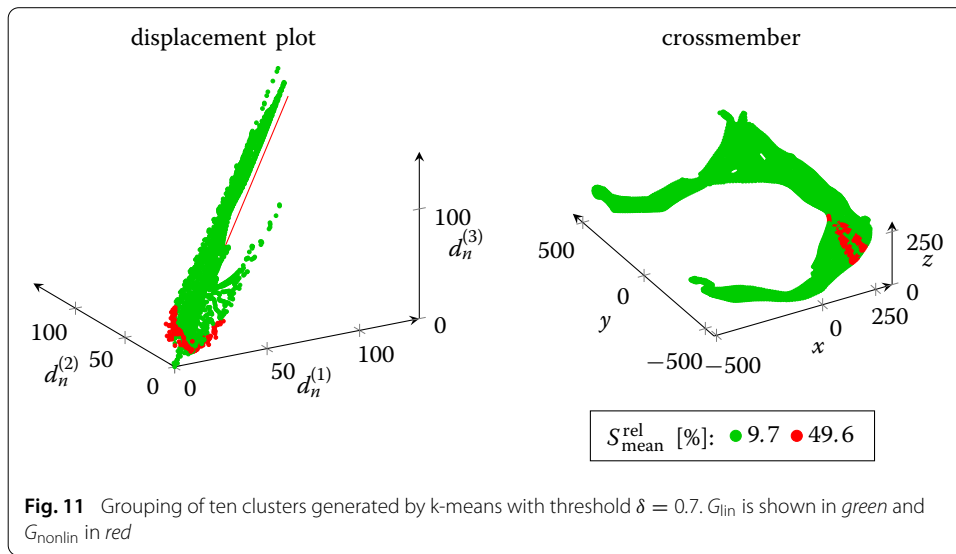 displacement plot
crossmember
100
50
0
d_n^(2)
0
50
100
d_n^(1)
0
100
d_n^(3)
500
0
−500
y
−500
0
250
x
0
250
z
S_mean^rel [%]: 9.7 49.6
Fig. 11 Grouping of ten clusters generated by k-means with threshold δ = 0.7. G_lin is shown in green and
G_nonlin in red